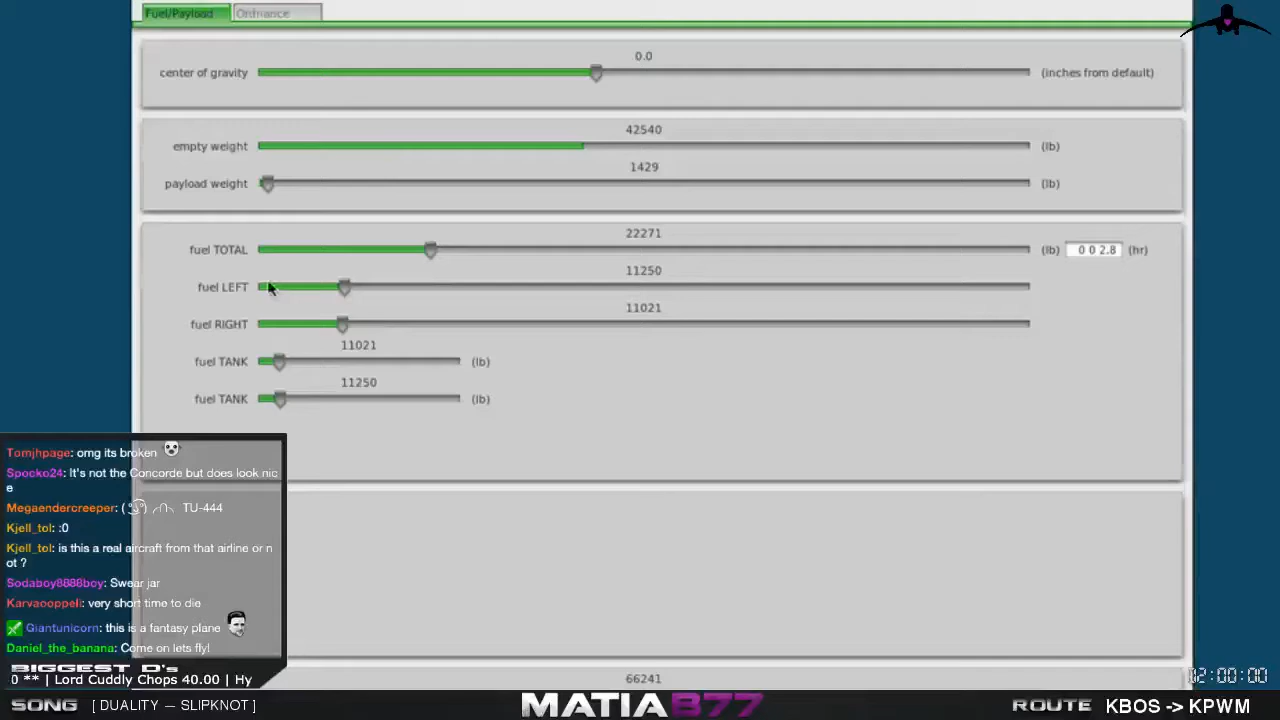 Fuel/Payload
Ordnance
0.0
center of gravity
(inches from default)
42540
empty weight
(lb)
1429
payload weight
(lb)
22271
fuel TOTAL
(lb) 0 0 2.8 (hr)
11250
fuel LEFT
11021
fuel RIGHT
11021
fuel TANK
(lb)
11250
fuel TANK
(lb)
Tomjhpage: omg its broken
Spocko24: It's not the Concorde but does look nic
e
Megaendercreeper: ( ͡° ͜ʖ ͡°) ╭∩╮ TU-444
Kjell_tol: :0
Kjell_tol: is this a real aircraft from that airline or n
ot ?
Sodaboy8888boy: Swear jar
Karvaooppeli: very short time to die
Giantunicorn: this is a fantasy plane
Daniel_the_banana: Come on lets fly!
BIGGEST D's
0 ** | Lord Cuddly Chops 40.00 | Hy
66241
02:00:00
SONG [ DUALITY — SLIPKNOT ]
MATIA877
ROUTE KBOS -> KPWM